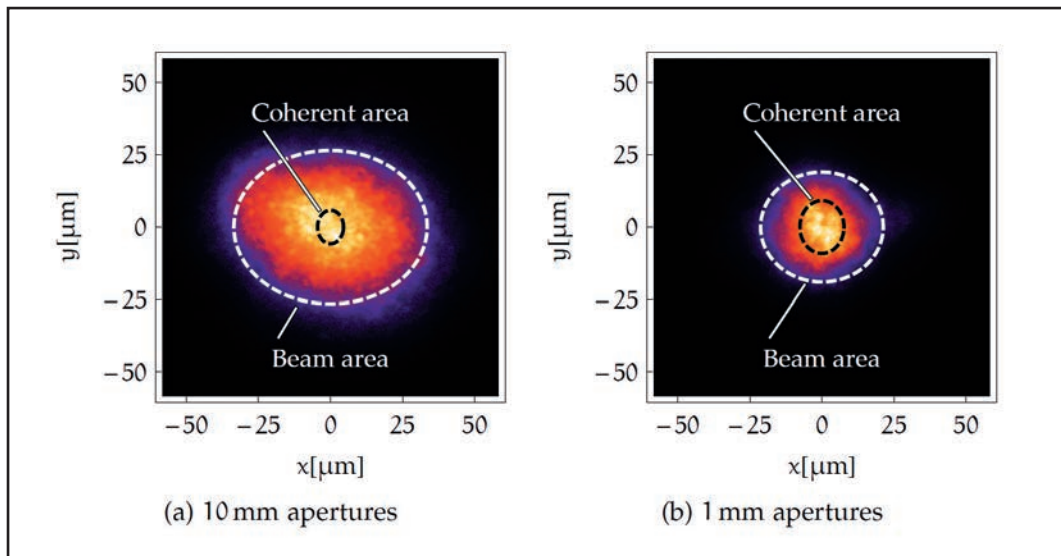 50
25
0
−25
−50
y[μm]
Coherent area
Beam area
−50 −25 0 25 50
x[μm]
(a) 10 mm apertures
50
25
0
−25
−50
y[μm]
Coherent area
Beam area
−50 −25 0 25 50
x[μm]
(b) 1 mm apertures